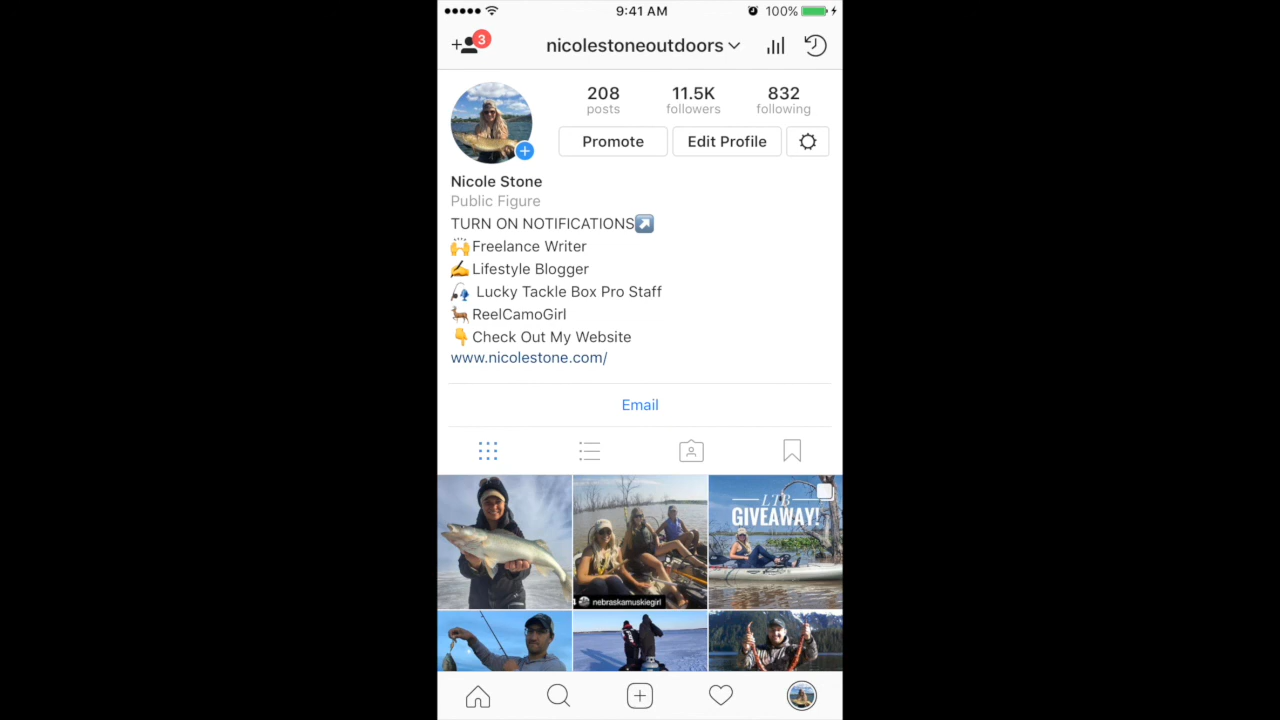 9:41 AM
100%
3
nicolestoneoutdoors
208
posts
11.5K
followers
832
following
Promote
Edit Profile
Nicole Stone
Public Figure
TURN ON NOTIFICATIONS↗️
🙌Freelance Writer
✍️Lifestyle Blogger
🎣 Lucky Tackle Box Pro Staff
🦌ReelCamoGirl
👇Check Out My Website
www.nicolestone.com/
Email
LTB
GIVEAWAY!
nebraskamuskiegirl